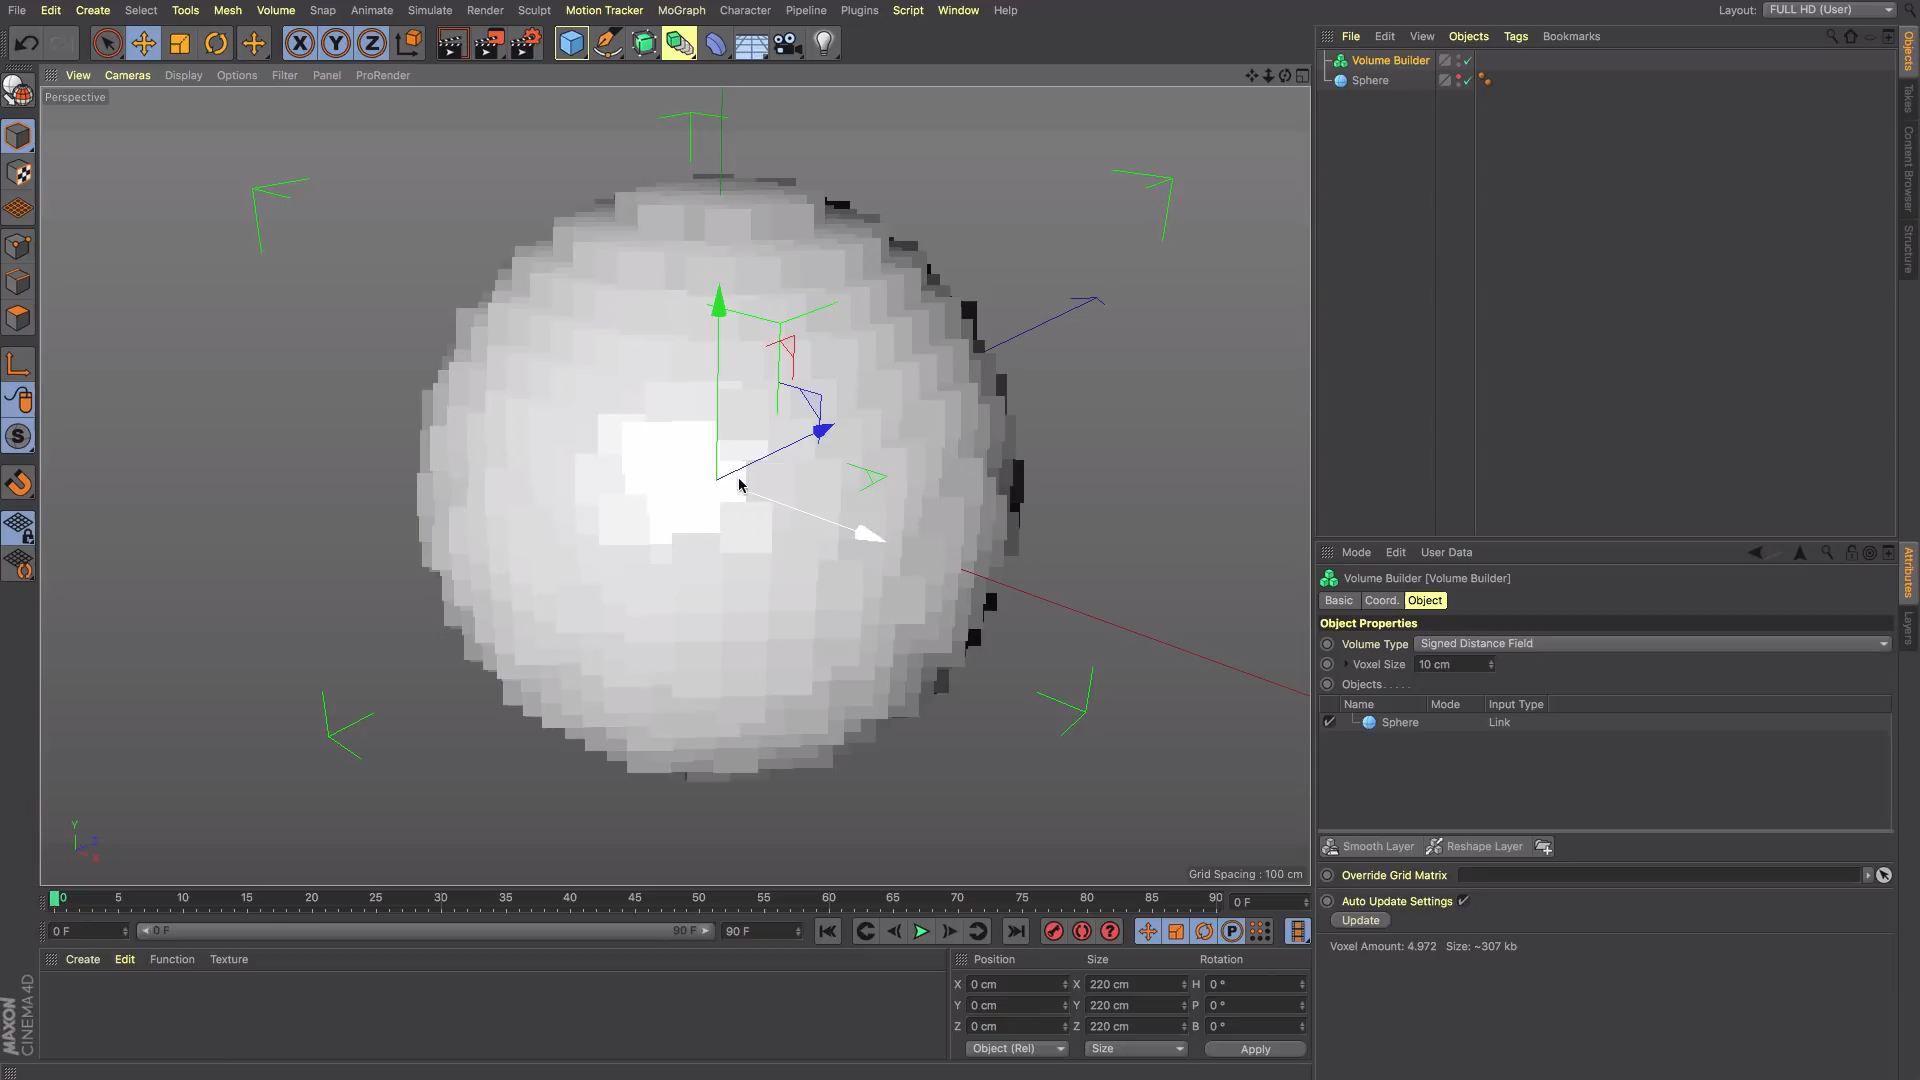 File Edit Create Select Tools Mesh Volume Snap Animate Simulate Render Sculpt Motion Tracker MoGraph Character Pipeline Plugins Script Window Help Layout: FULL HD (User)
X Y Z
File Edit View Objects Tags Bookmarks
View Cameras Display Options Filter Panel ProRender
Perspective
Volume Builder
Sphere
Objects
Takes
Content Browser
Structure
S
Mode Edit User Data
Volume Builder [Volume Builder]
Basic Coord. Object
Object Properties
Volume Type Signed Distance Field
Voxel Size 10 cm
Objects . . . . .
Name Mode Input Type
Sphere Link
Smooth Layer Reshape Layer
Override Grid Matrix
Auto Update Settings
Update
Voxel Amount: 4.972 Size: ~307 kb
Attributes
Layers
Y
Z
X
Grid Spacing : 100 cm
0 5 10 15 20 25 30 35 40 45 50 55 60 65 70 75 80 85 90 0 F
0 F 0 F 90 F 90 F
P
Create Edit Function Texture
Position Size Rotation
X 0 cm X 220 cm H 0 °
Y 0 cm Y 220 cm P 0 °
Z 0 cm Z 220 cm B 0 °
Object (Rel) Size Apply
MAXON
CINEMA 4D